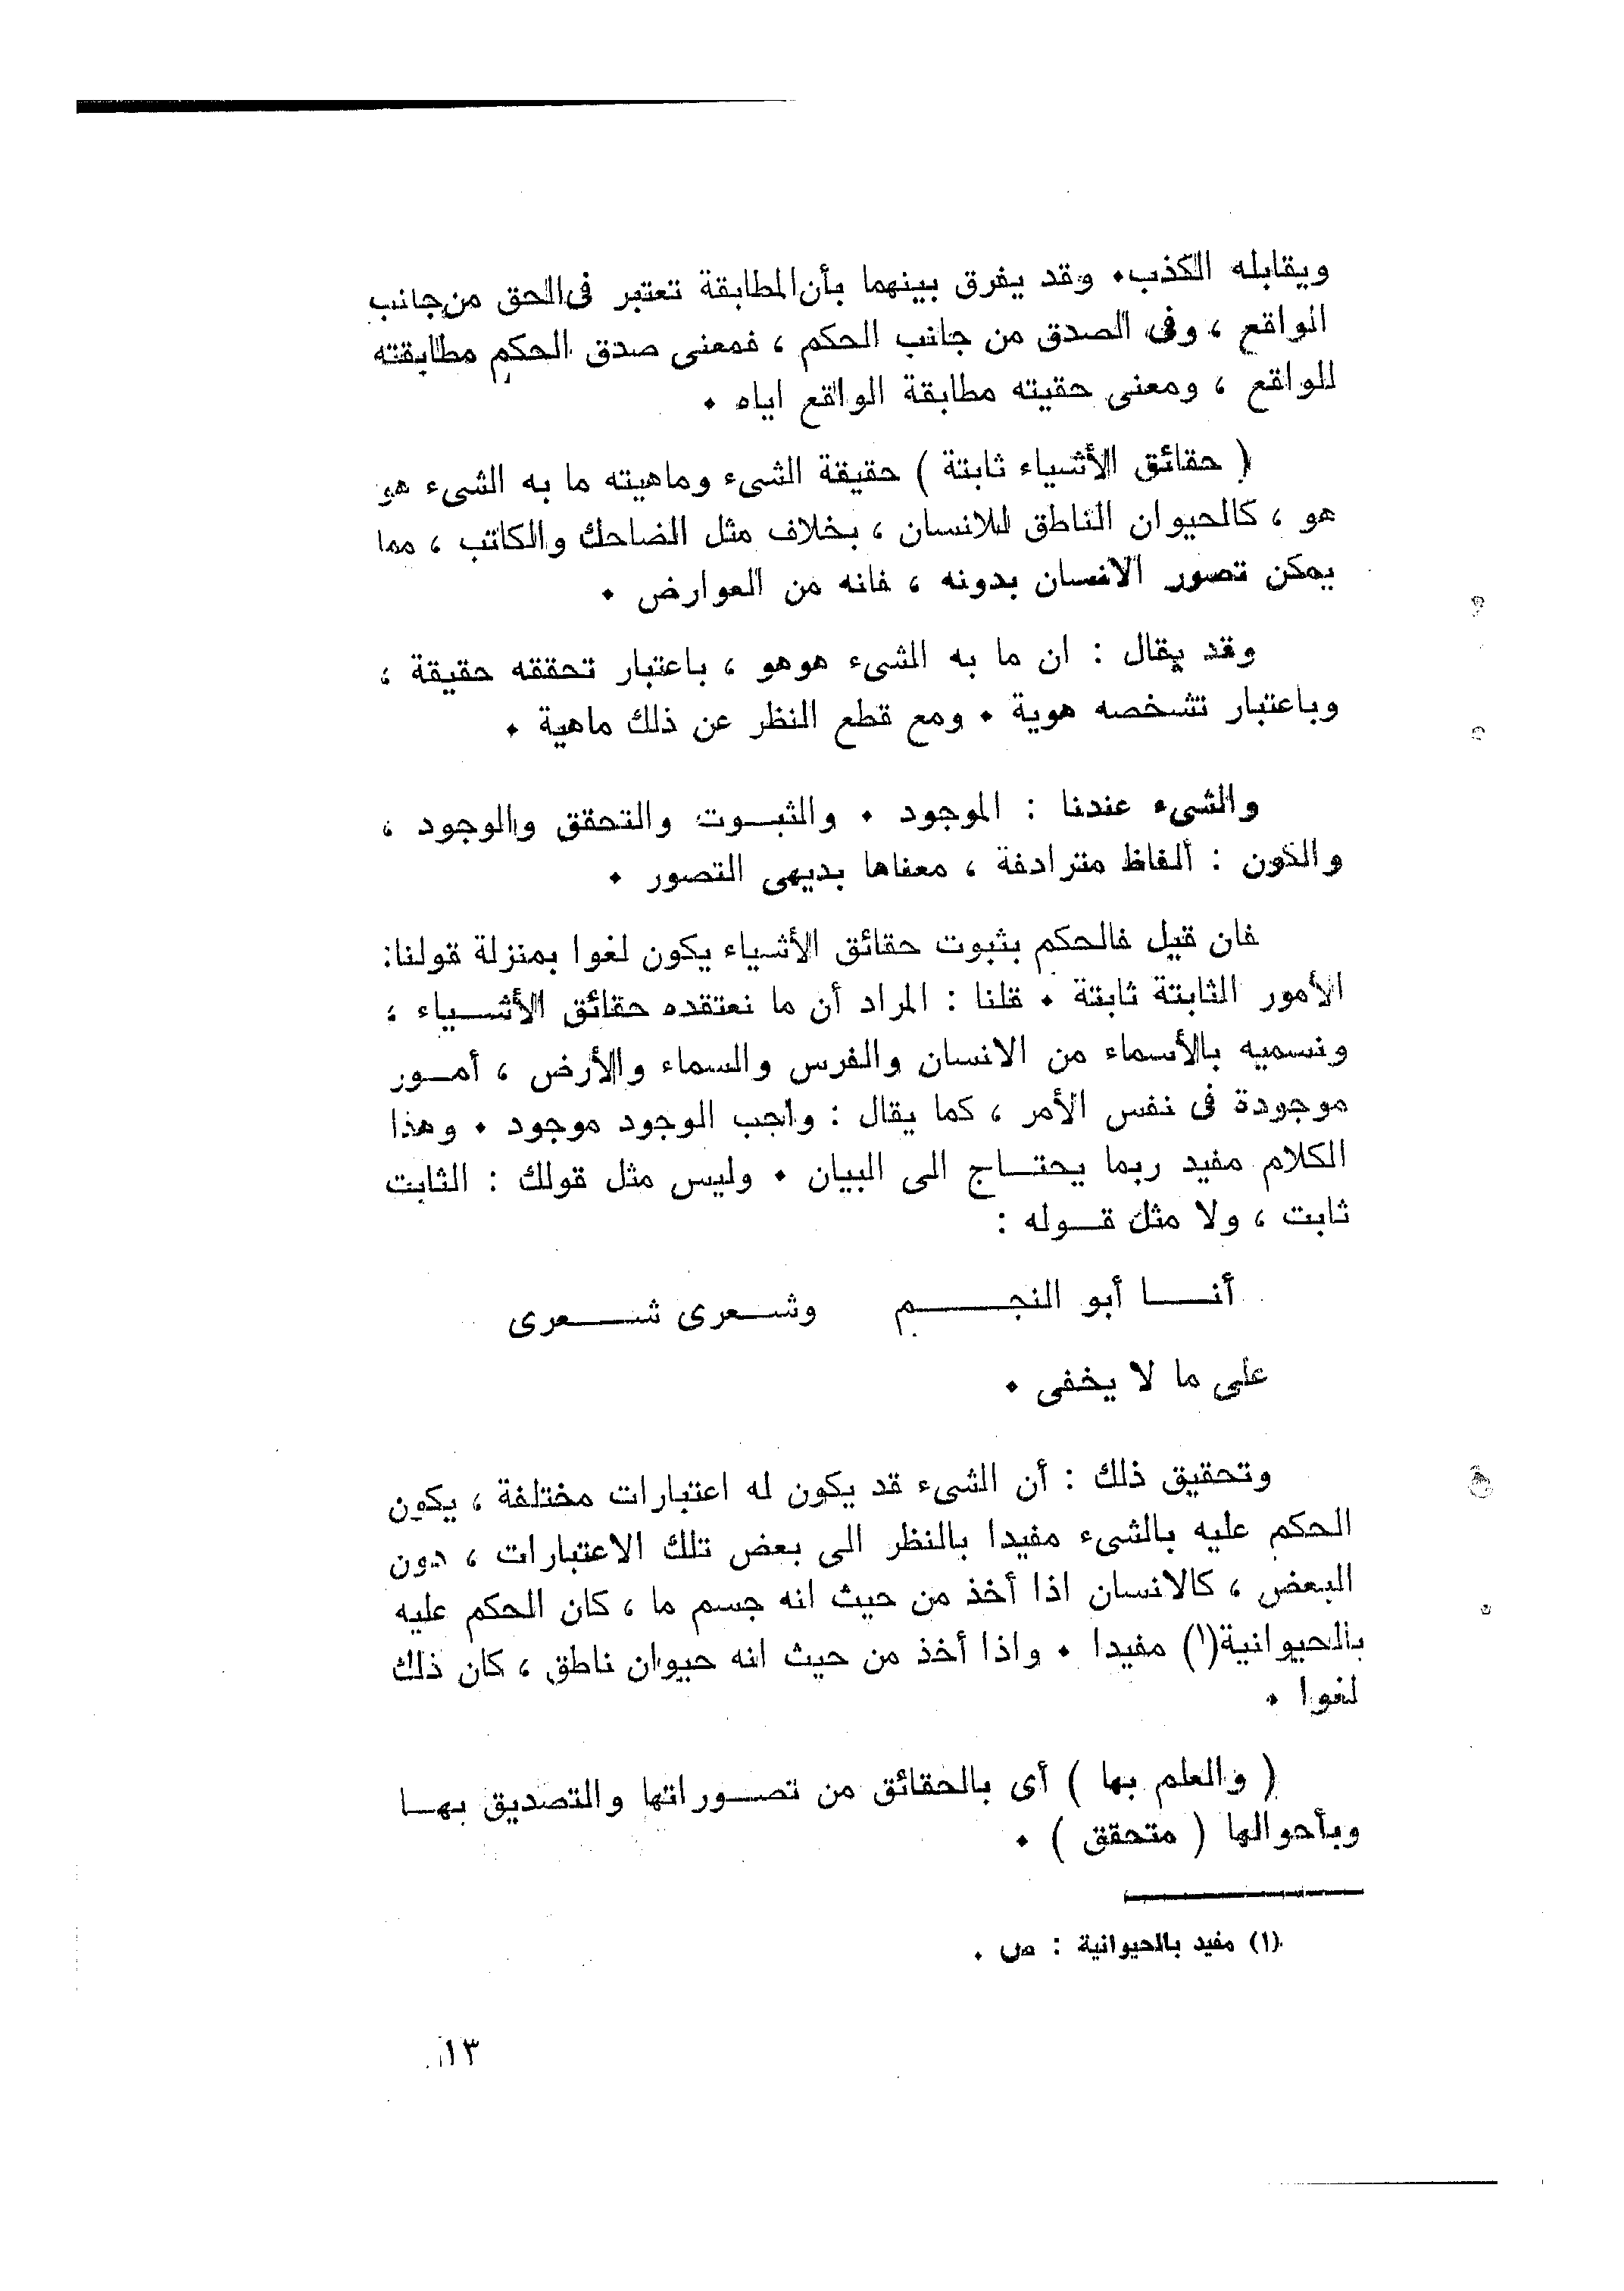 ويقابله الكذب. وقد يفرق بينهما بأن المطابقة تعتبر فى الحق من جانب
الواقع ، وفى الصدق من جانب الحكم ، فمعنى صدق الحكم مطابقته
للواقع ، ومعنى حقيته مطابقة الواقع اياه .
( حقائق الأشياء ثابتة ) حقيقة الشىء وماهيته ما به الشىء هو
هو ، كالحيوان الناطق للانسان ، بخلاف مثل الضاحك والكاتب ، مما
يمكن تصور الانسان بدونه ، فانه من العوارض .
وقد يقال : ان ما به الشىء هو هو ، باعتبار تحققه حقيقة ،
وباعتبار تشخصه هوية . ومع قطع النظر عن ذلك ماهية .
والشىء عندنا : الموجود . والثبوت والتحقق والوجود ،
والكون : ألفاظ مترادفة ، معناها بديهى التصور .
فان قيل فالحكم بثبوت حقائق الأشياء يكون لغوا بمنزلة قولنا:
الأمور الثابتة ثابتة . قلنا : المراد أن ما نعتقده حقائق الأشياء ،
ونسميه بالأسماء من الانسان والفرس والسماء والأرض ، أمور
موجودة فى نفس الأمر ، كما يقال : واجب الوجود موجود . وهذا
الكلام مفيد ربما يحتاج الى البيان . وليس مثل قولك : الثابت
ثابت ، ولا مثل قوله :
أنا أبو النجم وشعرى شعرى
على ما لا يخفى .
وتحقيق ذلك : أن الشىء قد يكون له اعتبارات مختلفة ، يكون
الحكم عليه بالشىء مفيدا بالنظر الى بعض تلك الاعتبارات ، دون
البعض ، كالانسان اذا أخذ من حيث انه جسم ما ، كان الحكم عليه
بالحيوانية(١) مفيدا . واذا أخذ من حيث انه حيوان ناطق ، كان ذلك
لغوا .
( والعلم بها ) أى بالحقائق من تصوراتها والتصديق بها
وبأحوالها ( متحقق ) .
(١) مفيد بالحيوانية : ص .
١٣